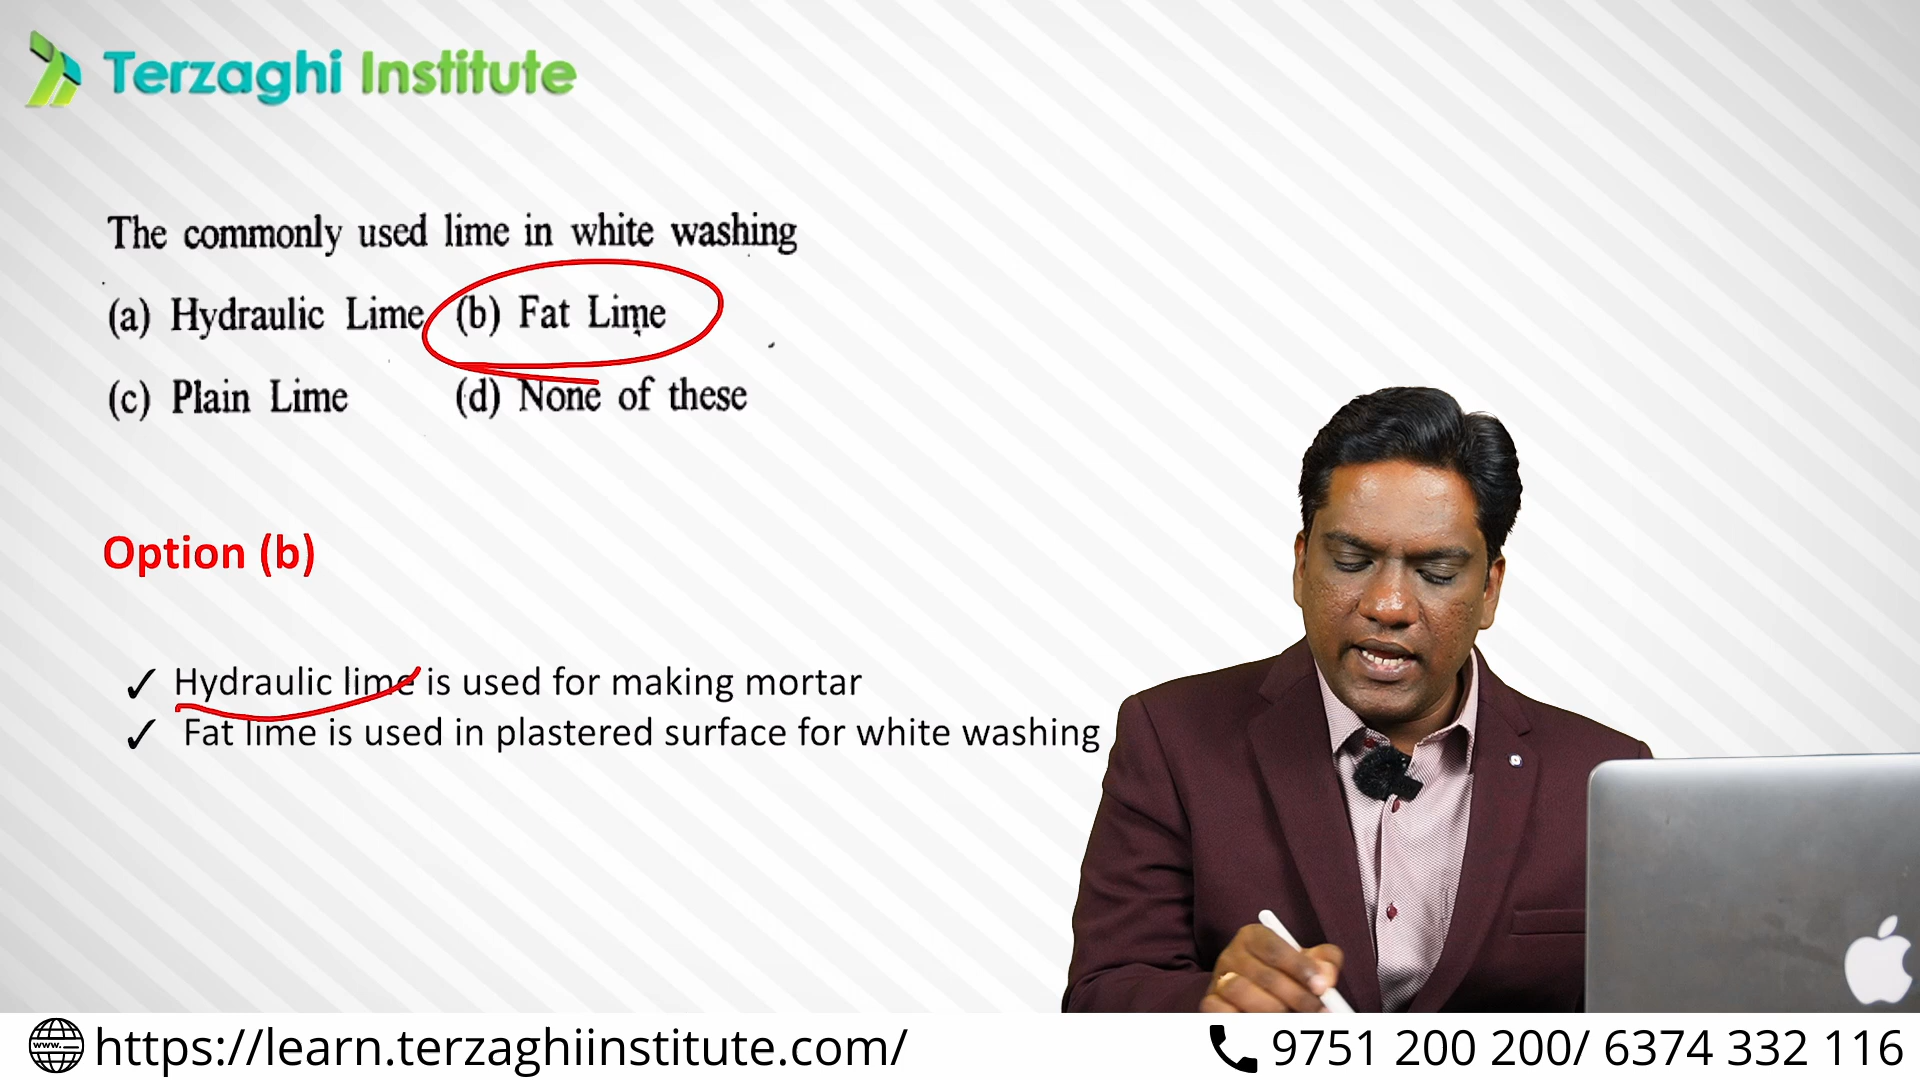 Terzaghi Institute
The commonly used lime in white washing
(a) Hydraulic Lime (b) Fat Lime
(c) Plain Lime (d) None of these
Option (b)
✓ Hydraulic lime is used for making mortar
✓ Fat lime is used in plastered surface for white washing
www. https://learn.terzaghiinstitute.com/ 9751 200 200/ 6374 332 116